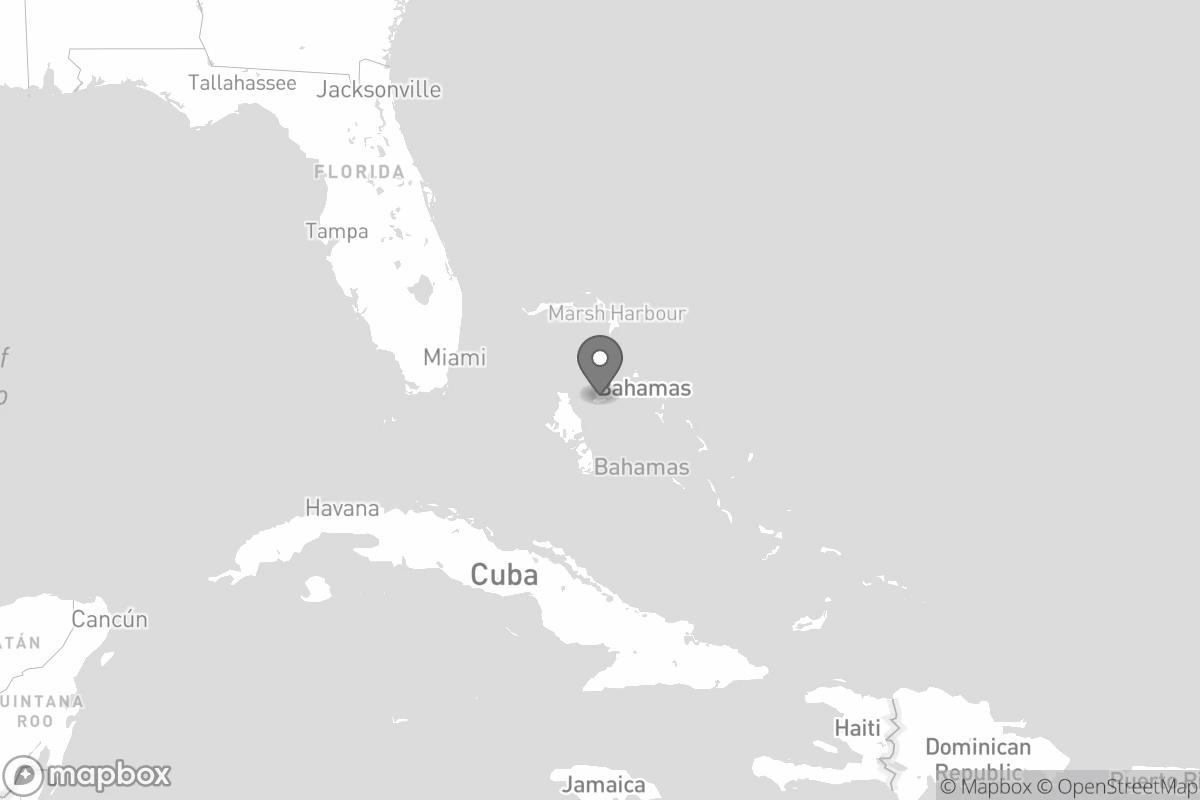 Tallahassee
Jacksonville
FLORIDA
Tampa
Marsh Harbour
f
Miami
Bahamas
o
Bahamas
Havana
Cuba
Cancún
ATÁN
QUINTANA
ROO
Haiti
Dominican
Republic
Jamaica
Puerto Ri
mapbox
© Mapbox © OpenStreetMap